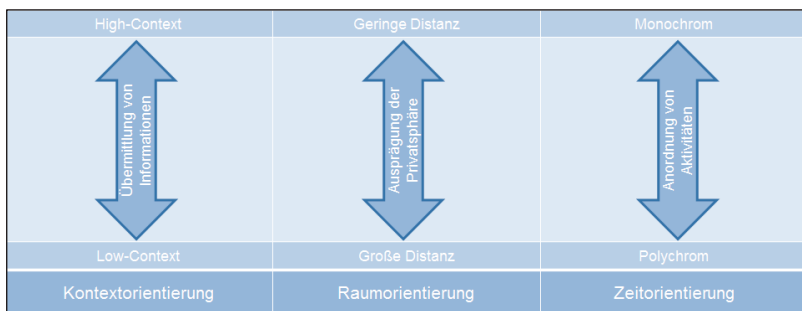 High-Context
Geringe Distanz
Monochrom
Übermittlung von
Informationen
Ausprägung der
Privatsphäre
Anordnung von
Aktivitäten
Low-Context
Große Distanz
Polychrom
Kontextorientierung
Raumorientierung
Zeitorientierung